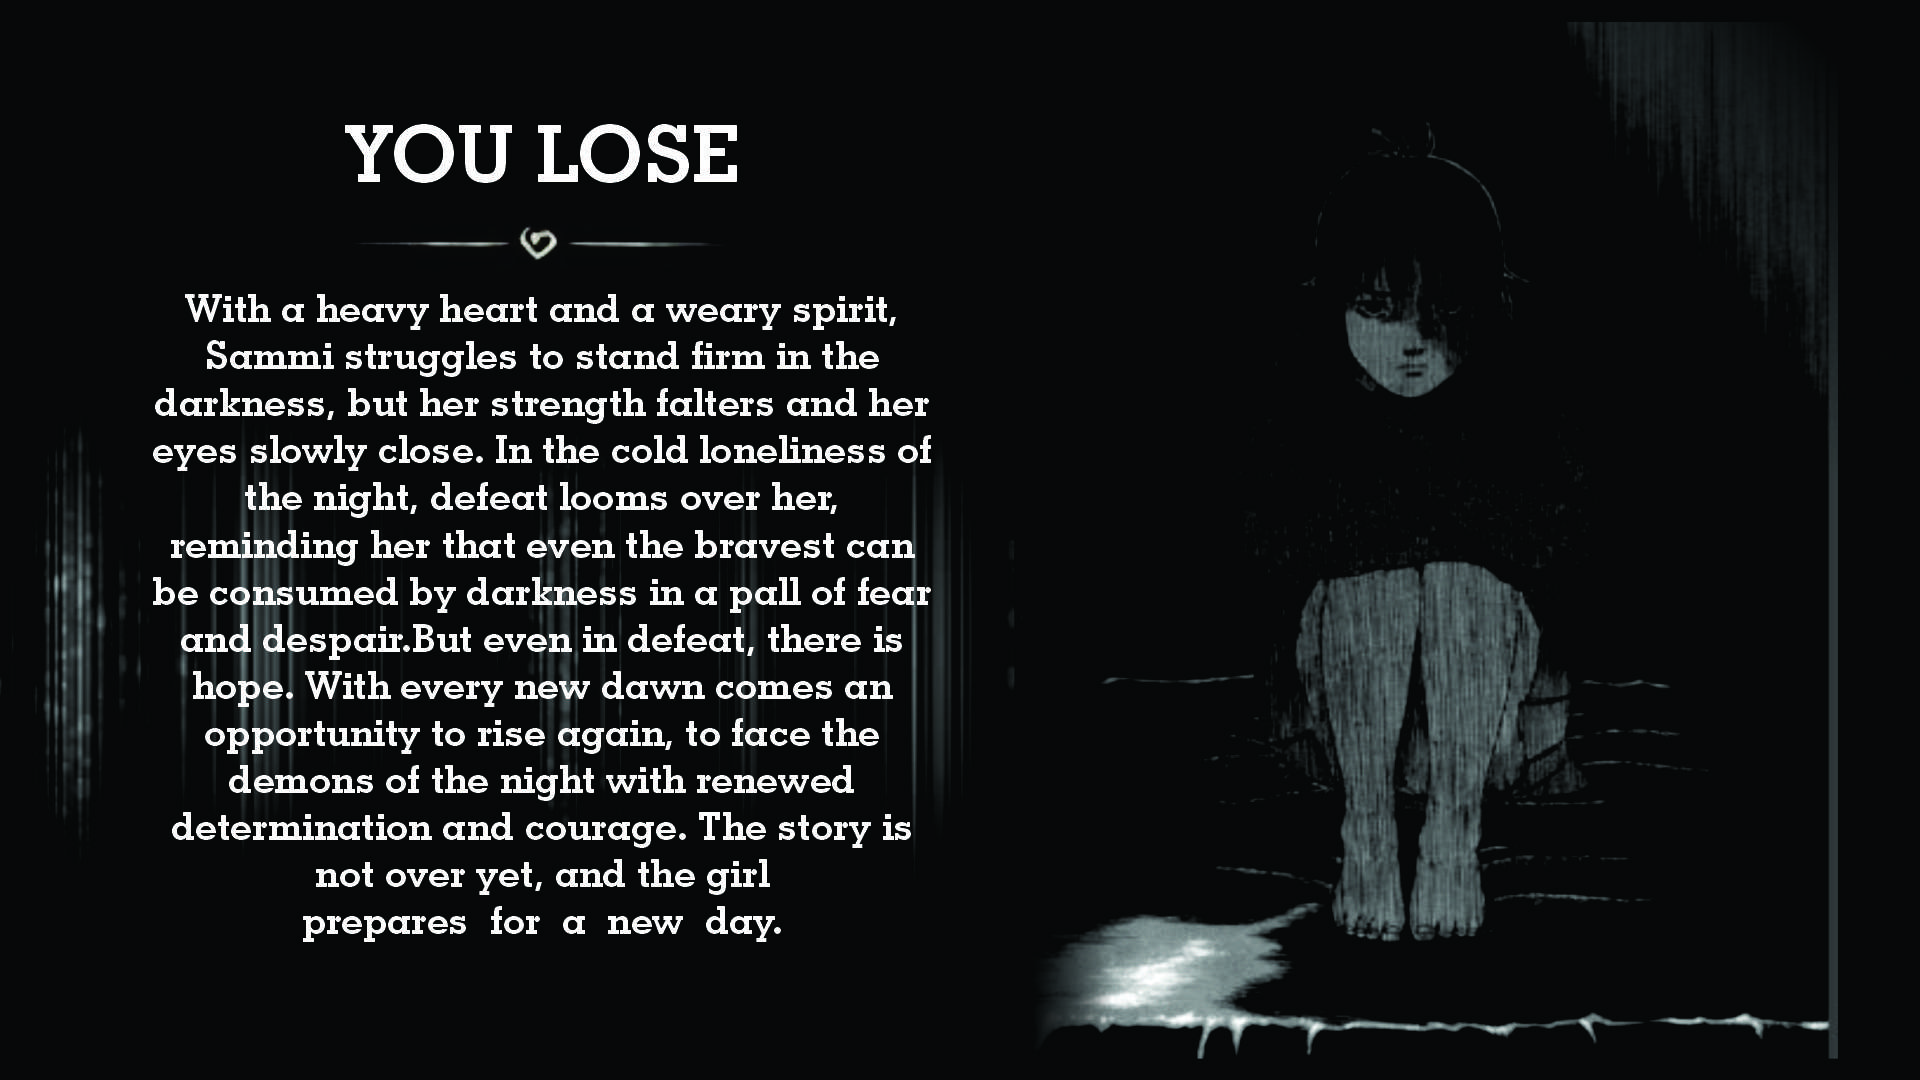 YOU LOSE
With a heavy heart and a weary spirit,
Sammi struggles to stand firm in the
darkness, but her strength falters and her
eyes slowly close. In the cold loneliness of
the night, defeat looms over her,
reminding her that even the bravest can
be consumed by darkness in a pall of fear
and despair.But even in defeat, there is
hope. With every new dawn comes an
opportunity to rise again, to face the
demons of the night with renewed
determination and courage. The story is
not over yet, and the girl
prepares for a new day.